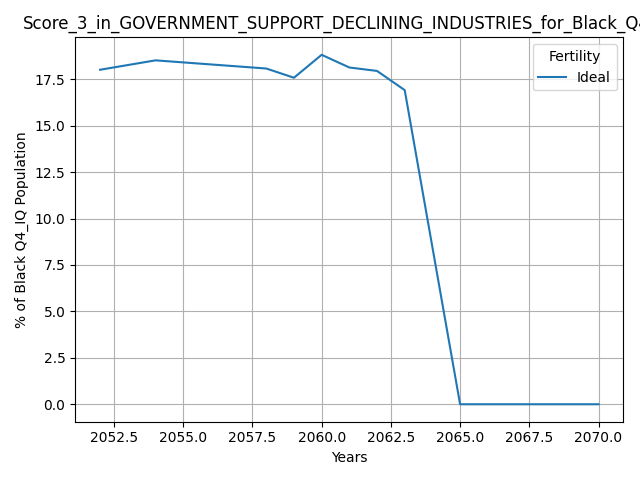 Score_3_in_GOVERNMENT_SUPPORT_DECLINING_INDUSTRIES_for_Black_Q4
Fertility
Ideal
17.5
15.0
12.5
10.0
7.5
5.0
2.5
0.0
% of Black Q4_IQ Population
2052.5 2055.0 2057.5 2060.0 2062.5 2065.0 2067.5 2070.0
Years